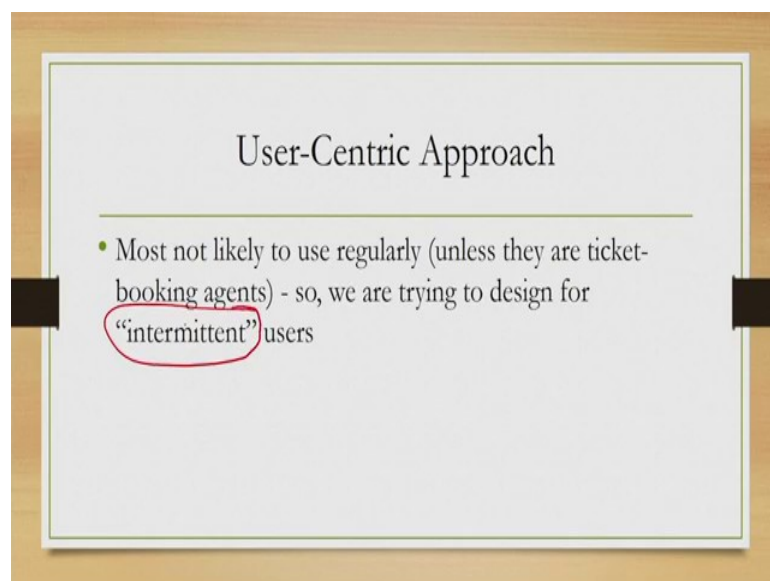 User-Centric Approach
• Most not likely to use regularly (unless they are ticket-
booking agents) - so, we are trying to design for
“intermittent” users